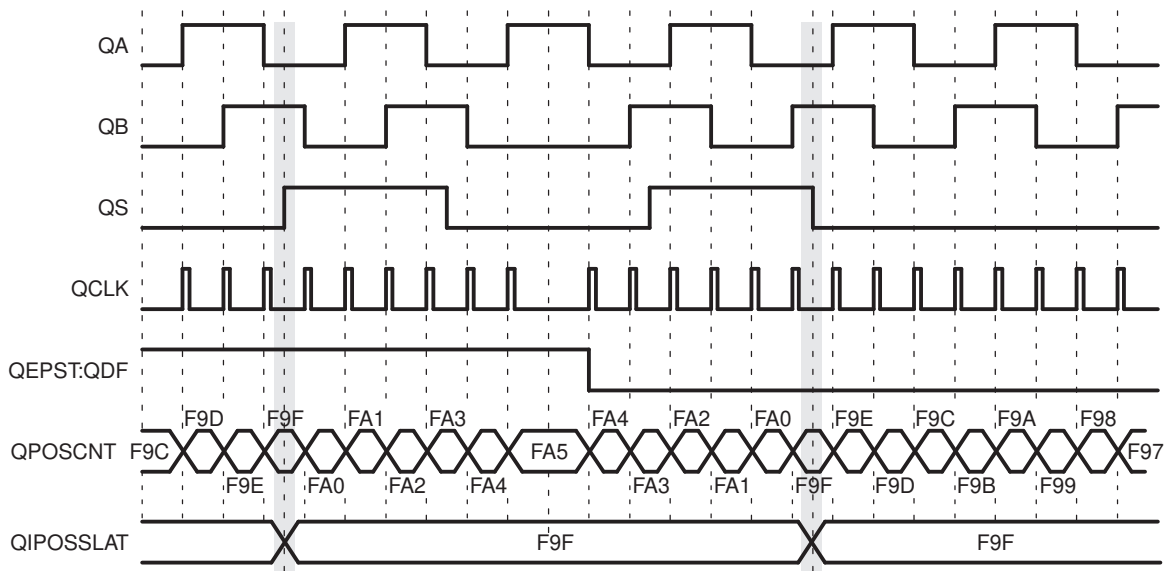 QA
QB
QS
QCLK
QEPST:QDF
F9D F9F FA1 FA3 FA4 FA2 FA0 F9E F9C F9A F98
QPOSCNT F9C FA5 F97
F9E FA0 FA2 FA4 FA3 FA1 F9F F9D F9B F99
QIPOSSLAT F9F F9F